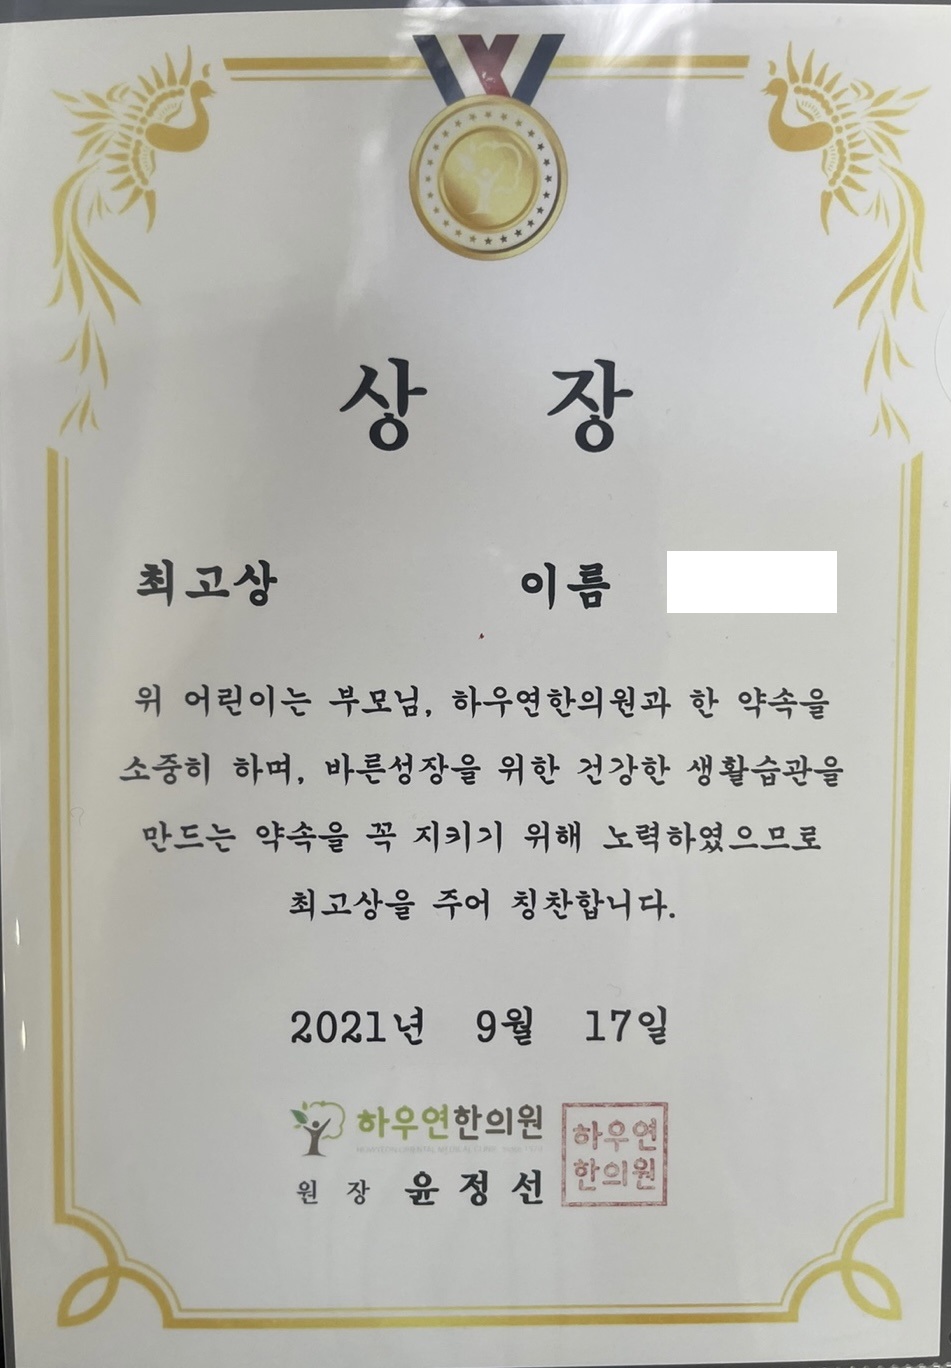 상 장
최고상 이름
위 어린이는 부모님, 하우연한의원과 한 약속을
소중히 하며, 바른성장을 위한 건강한 생활습관을
만드는 약속을 꼭 지키기 위해 노력하였으므로
최고상을 주어 칭찬합니다.
2021년 9월 17일
하우연한의원
원 장 윤 정 선
하우연
한의원